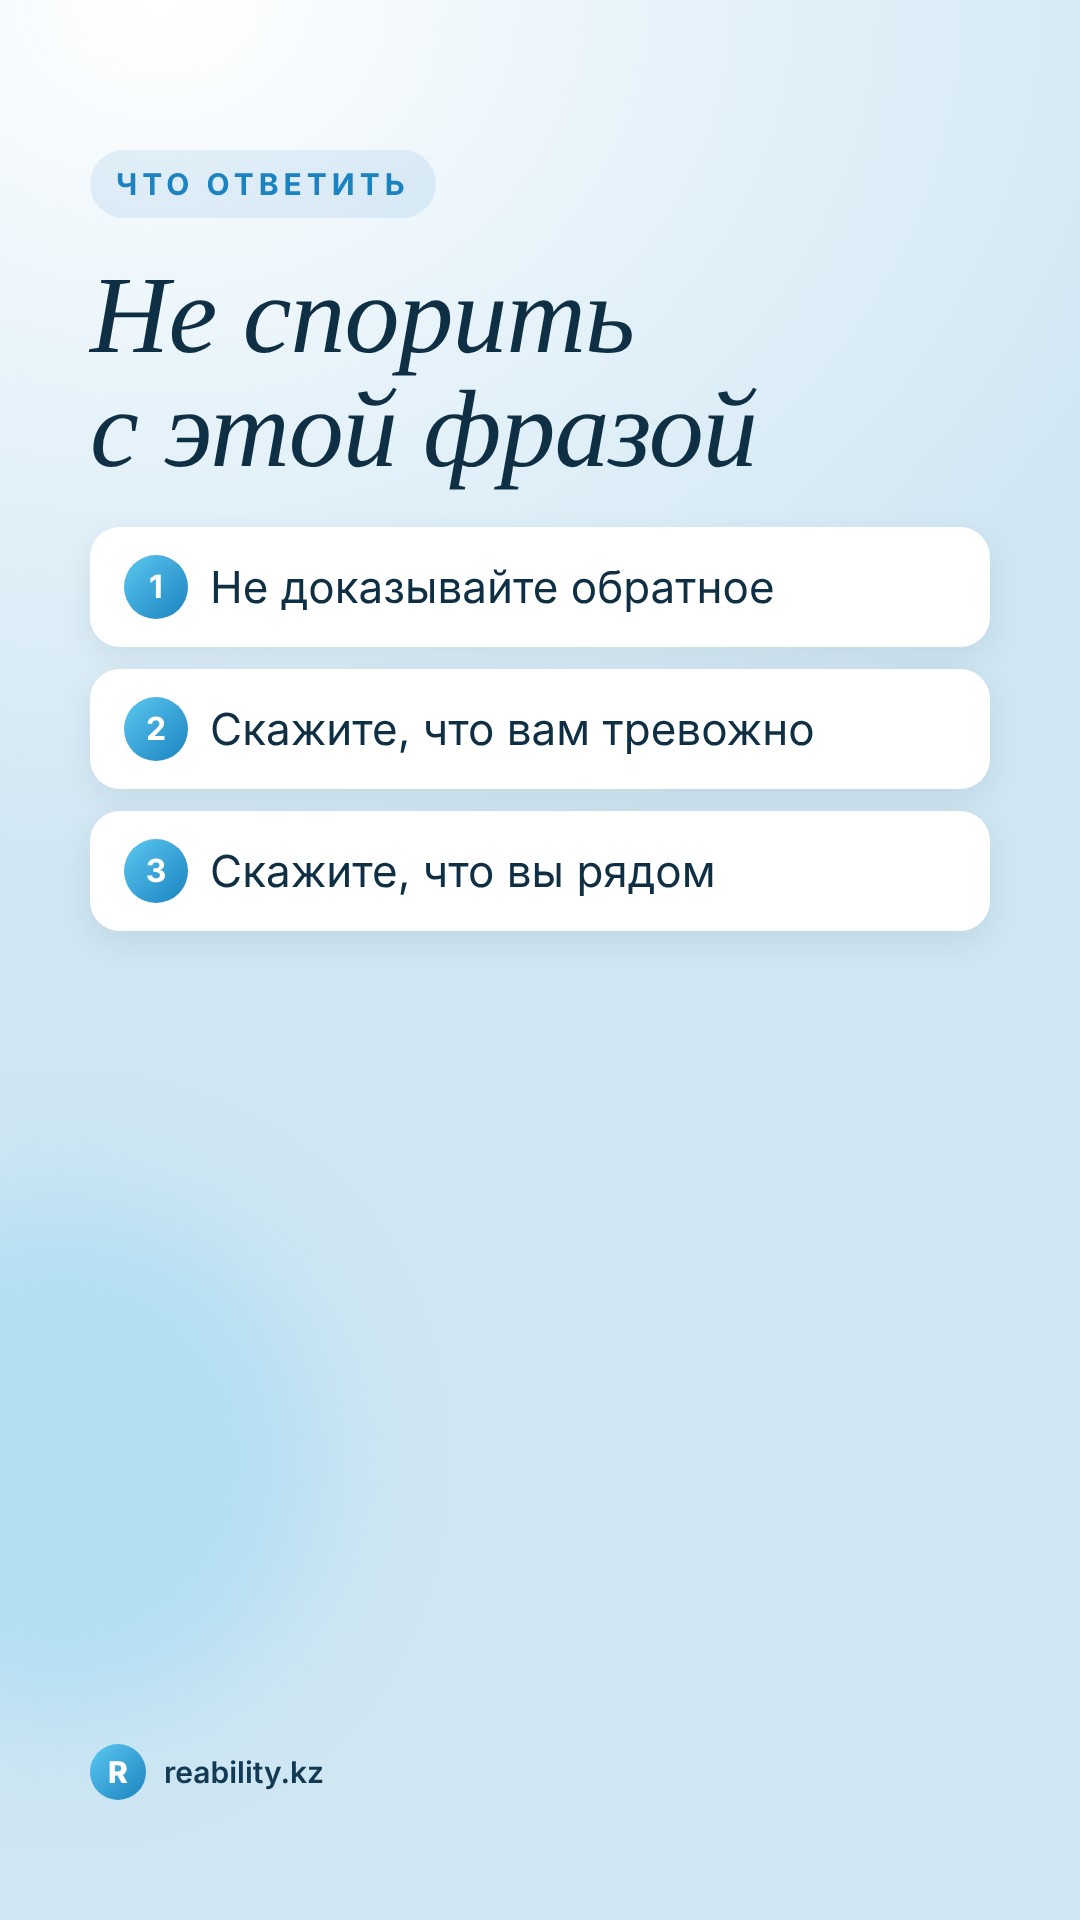 ЧТО ОТВЕТИТЬ
Не спорить
с этой фразой
1 Не доказывайте обратное
2 Скажите, что вам тревожно
3 Скажите, что вы рядом
R reability.kz